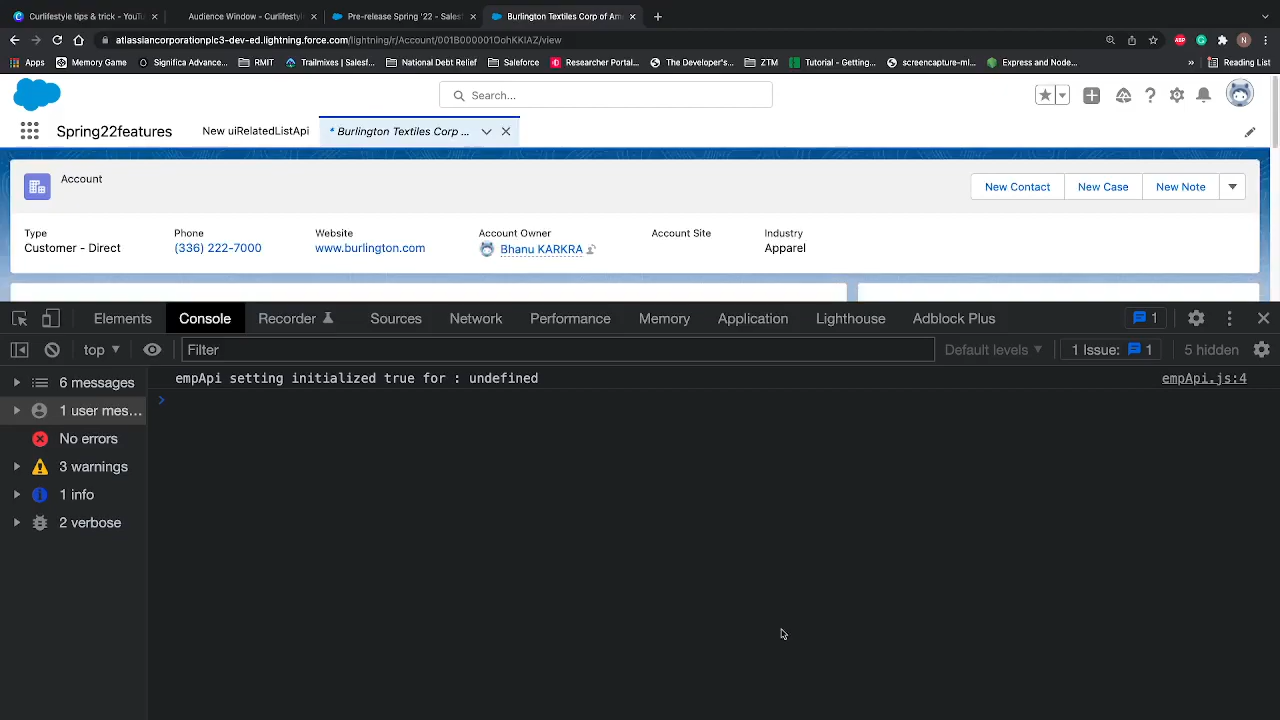 Curlifestyle tips & trick - YouTu
Audience Window - Curlifestyl
Pre-release Spring '22 - Sales
Burlington Textiles Corp of Am
atlassiancorporationplc3-dev-ed.lightning.force.com/lightning/r/Account/001B000001OohKKIAZ/view
ABP
N
Apps
Memory Game
Significa Advance...
RMIT
Trailmixes | Salesf...
National Debt Relief
Salesforce
Researcher Portal...
The Developer's...
ZTM
Tutorial - Getting...
screencapture-ml...
Express and Node...
»
Reading List
Search...
Spring22features
New uiRelatedListApi
* Burlington Textiles Corp ...
Account
New Contact
New Case
New Note
Type
Phone
Website
Account Owner
Account Site
Industry
Customer - Direct
(336) 222-7000
www.burlington.com
Bhanu KARKRA
Apparel
Elements
Console
Recorder
Sources
Network
Performance
Memory
Application
Lighthouse
Adblock Plus
1
top
Filter
Default levels
1 Issue:
1
5 hidden
6 messages
1 user mes...
No errors
3 warnings
1 info
2 verbose
empApi setting initialized true for : undefined
empApi.js:4